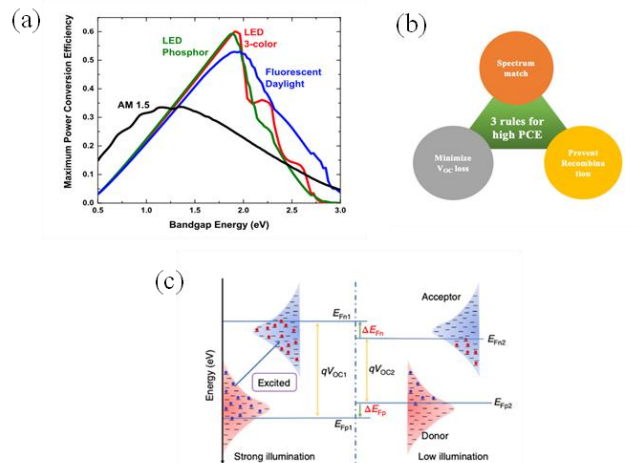 (a)
Maximum Power Conversion Efficiency
0.6
0.5
0.4
0.3
0.2
0.1
0.0
LED
Phosphor
LED
3-color
Fluorescent
Daylight
AM 1.5
0.5
1.0
1.5
2.0
2.5
3.0
Bandgap Energy (eV)
(b)
Spectrum
match
3 rules for
high PCE
Minimize
VOC loss
Prevent
Recombina
tion
(c)
Energy (eV)
Acceptor
EFn1
ΔEFn
EFn2
qVOC1
qVOC2
Excited
EFp1
ΔEFp
EFp2
Donor
Strong illumination
Low illumination